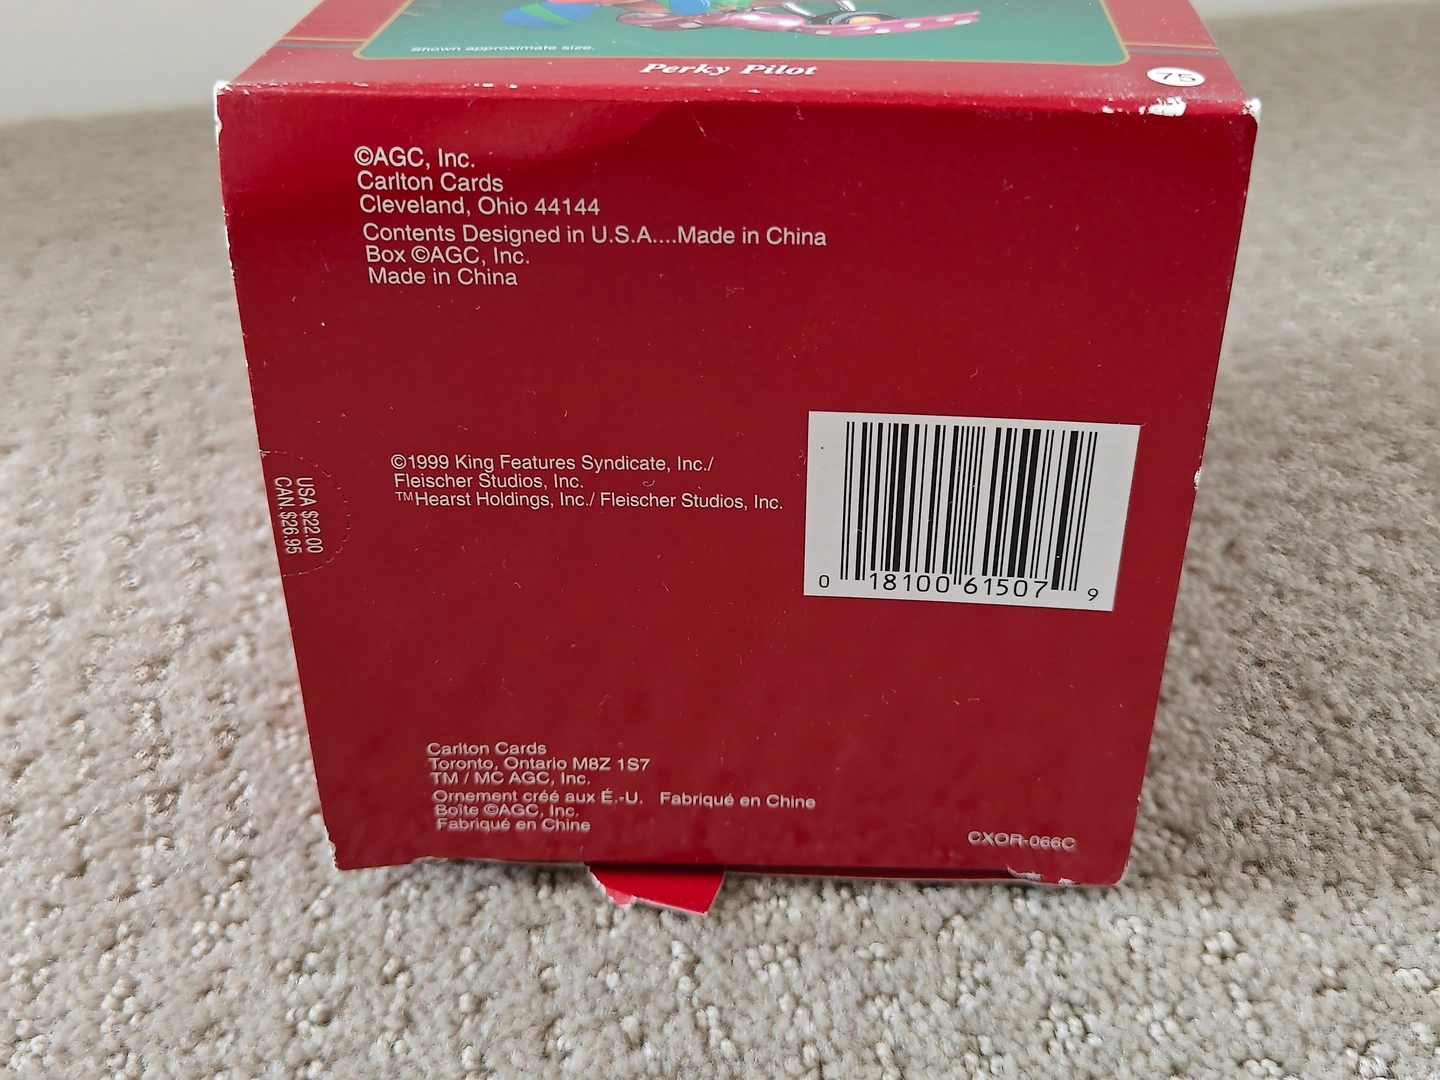 Shown approximate size.
Perky Pilot
75
©AGC, Inc.
Carlton Cards
Cleveland, Ohio 44144
Contents Designed in U.S.A....Made in China
Box ©AGC, Inc.
Made in China
©1999 King Features Syndicate, Inc./
Fleischer Studios, Inc.
™Hearst Holdings, Inc./ Fleischer Studios, Inc.
USA $22.00
CAN. $26.95
0 18100 61507 9
Carlton Cards
Toronto, Ontario M8Z 1S7
TM / MC AGC, Inc.
Ornement créé aux É.-U. Fabriqué en Chine
Boîte ©AGC, Inc.
Fabriqué en Chine
CXOR-066C